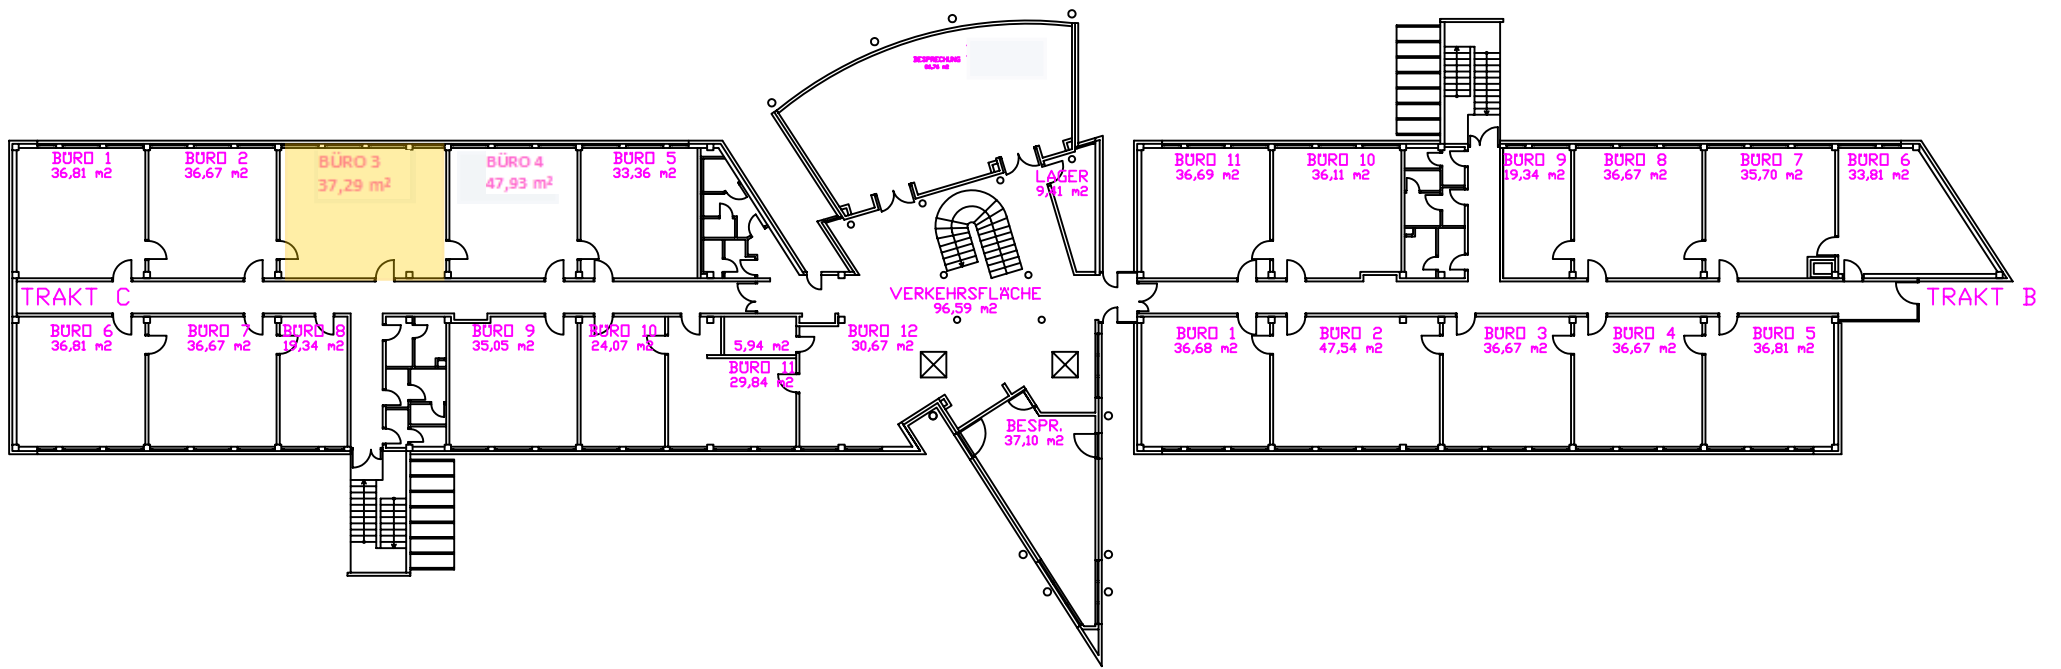 BESPRECHUNG
BÜRO 1
36,81 m2
BÜRO 2
36,67 m2
BÜRO 3
37,29 m²
BÜRO 4
47,93 m²
BÜRO 5
33,36 m2
LAGER
9,41 m2
BÜRO 11
36,69 m2
BÜRO 10
36,11 m2
BÜRO 9
19,34 m2
BÜRO 8
36,67 m2
BÜRO 7
35,70 m2
BÜRO 6
33,81 m2
TRAKT C
VERKEHRSFLÄCHE
96,59 m2
TRAKT B
BÜRO 6
36,81 m2
BÜRO 7
36,67 m2
BÜRO 8
19,34 m2
BÜRO 9
35,05 m2
BÜRO 10
24,07 m2
5,94 m2
BÜRO 11
29,84 m2
BÜRO 12
30,67 m2
BESPR.
37,10 m2
BÜRO 1
36,68 m2
BÜRO 2
47,54 m2
BÜRO 3
36,67 m2
BÜRO 4
36,67 m2
BÜRO 5
36,81 m2